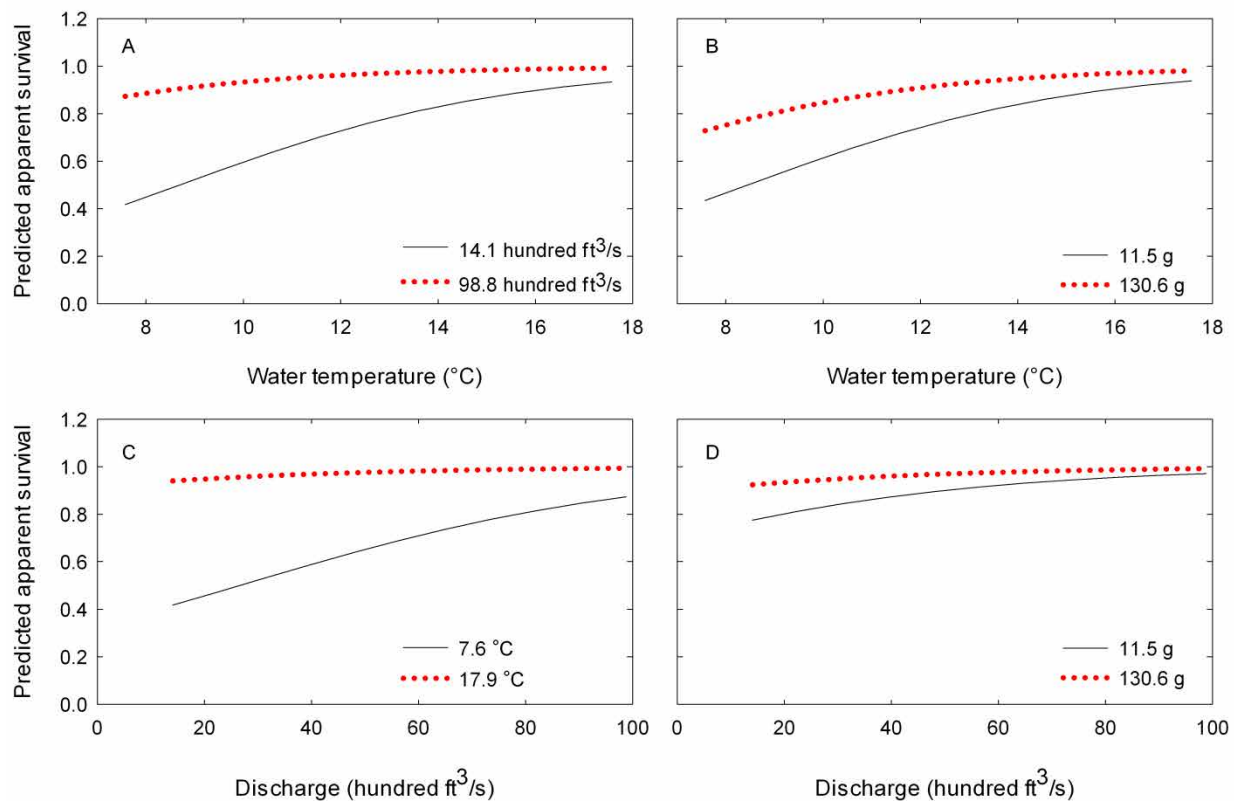 A
B
Predicted apparent survival
1.2
1.0
0.8
0.6
0.4
0.2
0.0
14.1 hundred ft³/s
98.8 hundred ft³/s
11.5 g
130.6 g
8 10 12 14 16 18
8 10 12 14 16 18
Water temperature (°C)
Water temperature (°C)
C
D
Predicted apparent survival
1.2
1.0
0.8
0.6
0.4
0.2
0.0
7.6 °C
17.9 °C
11.5 g
130.6 g
0 20 40 60 80 100
0 20 40 60 80 100
Discharge (hundred ft³/s)
Discharge (hundred ft³/s)